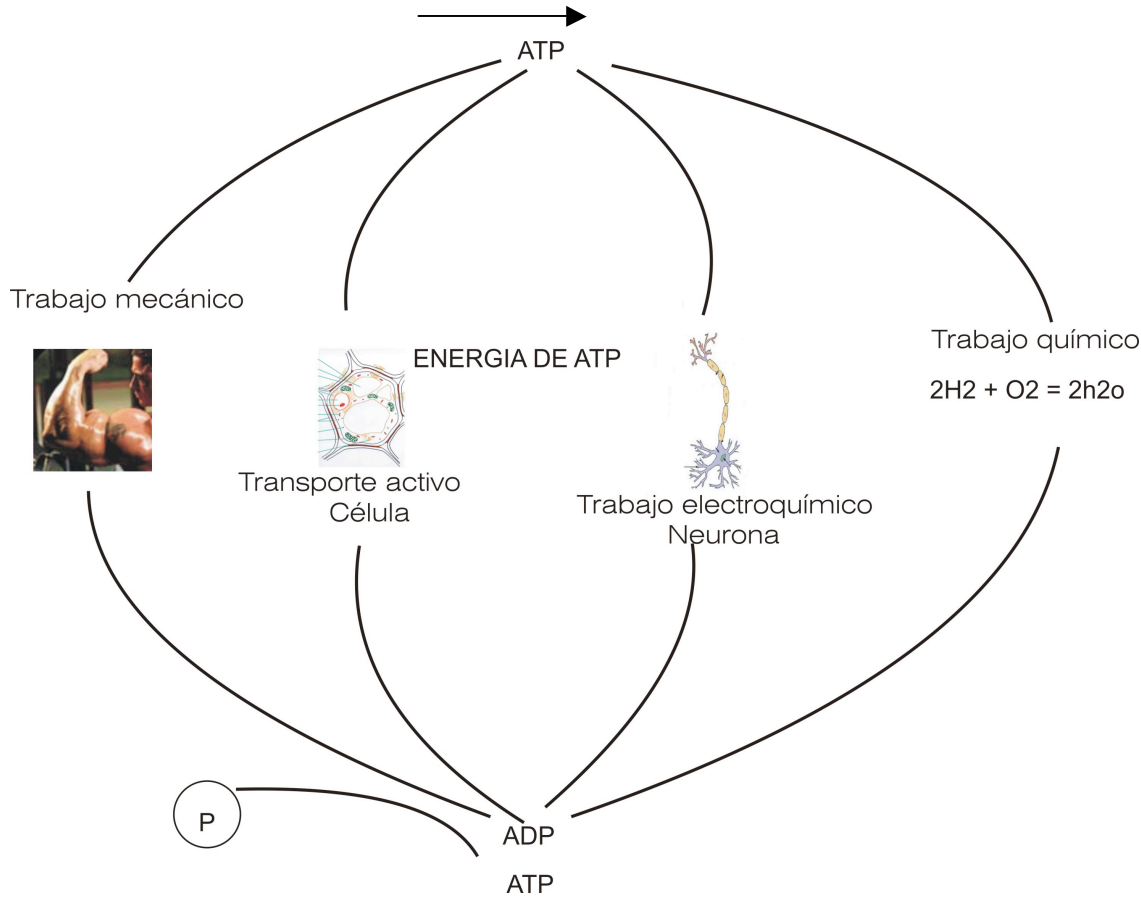 ATP
Trabajo mecánico
ENERGIA DE ATP
Trabajo químico
2H2 + O2 = 2h2o
Transporte activo
Célula
Trabajo electroquímico
Neurona
P
ADP
ATP